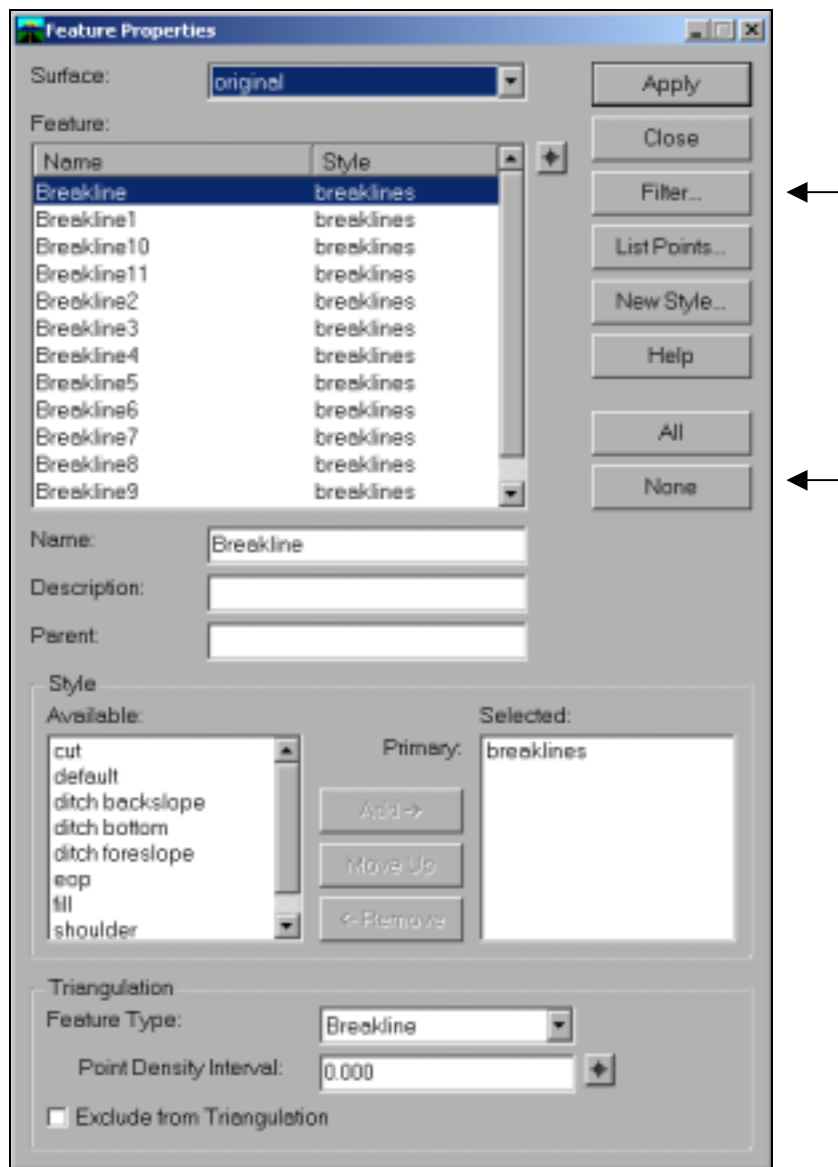 Feature Properties
Surface: original
Apply
Feature:
Close
Name Style
Breakline breaklines
Filter...
Breakline1 breaklines
Breakline10 breaklines
List Points...
Breakline11 breaklines
Breakline2 breaklines
New Style...
Breakline3 breaklines
Breakline4 breaklines
Help
Breakline5 breaklines
Breakline6 breaklines
Breakline7 breaklines
All
Breakline8 breaklines
Breakline9 breaklines
None
Name: Breakline
Description:
Parent:
Style
Available:
Selected:
cut
default
ditch backslope
ditch bottom
ditch foreslope
eop
fill
shoulder
Primary:
breaklines
Add ->
Move Up
<- Remove
Triangulation
Feature Type: Breakline
Point Density Interval: 0.000
Exclude from Triangulation